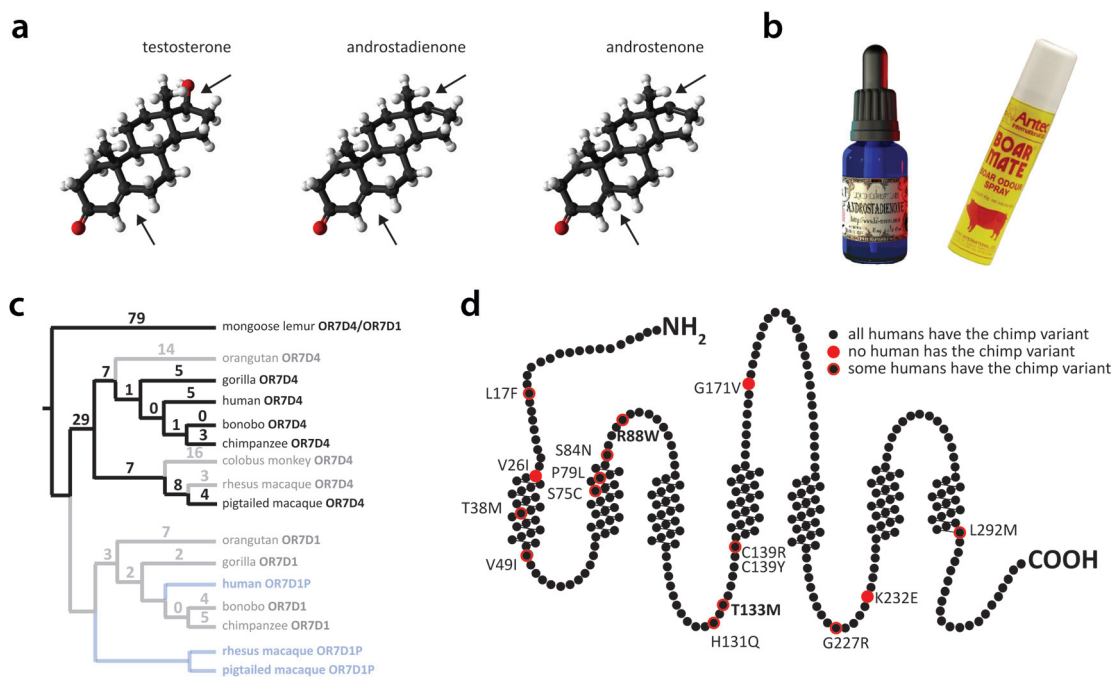 a
testosterone
androstadienone
androstenone
b
ANDROSTADIENONE
Antec
BOAR
MATE
BOAR ODOUR
SPRAY
c
79
mongoose lemur OR7D4/OR7D1
14
orangutan OR7D4
7
5
gorilla OR7D4
1
5
human OR7D4
0
0
bonobo OR7D4
1
3
chimpanzee OR7D4
29
16
colobus monkey OR7D4
7
3
rhesus macaque OR7D4
8
4
pigtailed macaque OR7D4
7
orangutan OR7D1
3
2
gorilla OR7D1
2
human OR7D1P
4
bonobo OR7D1
0
5
chimpanzee OR7D1
rhesus macaque OR7D1P
pigtailed macaque OR7D1P
d
NH2
all humans have the chimp variant
no human has the chimp variant
some humans have the chimp variant
L17F
G171V
R88W
S84N
V26I
P79L
S75C
T38M
V49I
C139R
C139Y
L292M
COOH
K232E
T133M
H131Q
G227R